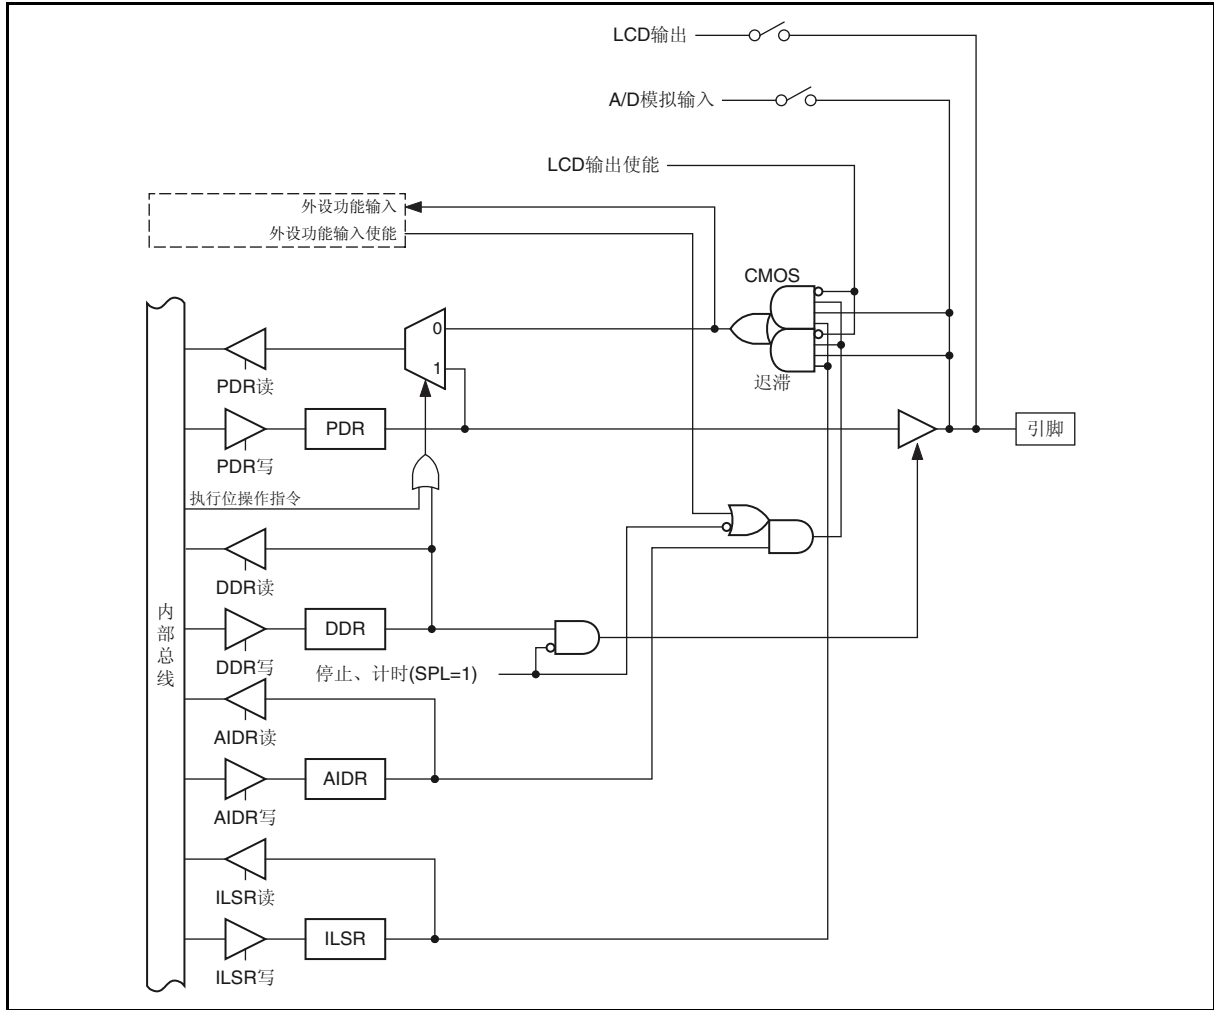 LCD输出
A/D模拟输入
LCD输出使能
外设功能输入
外设功能输入使能
CMOS
0
1
迟滞
PDR读
PDR
引脚
PDR写
执行位操作指令
DDR读
内部总线
DDR
DDR写
停止、计时(SPL=1)
AIDR读
AIDR
AIDR写
ILSR读
ILSR
ILSR写